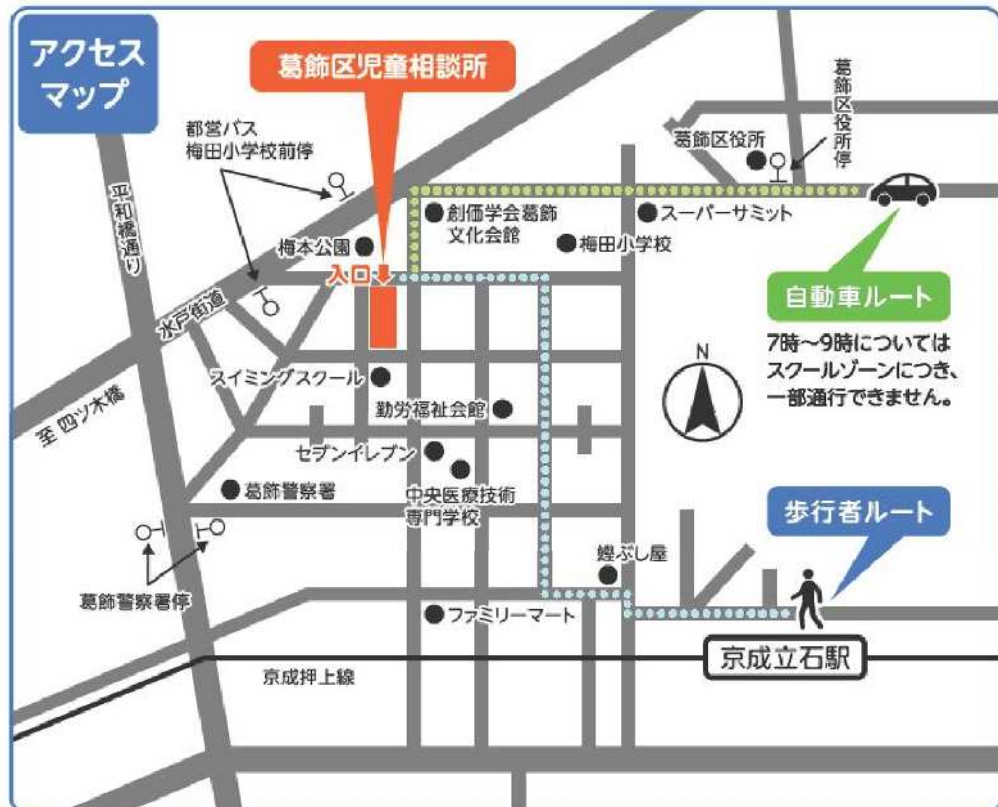 アクセス
マップ
葛飾区児童相談所
都営バス
梅田小学校前停
葛飾区役所
葛飾区役所停
平和橋通り
創価学会葛飾
文化会館
スーパーサミット
梅本公園
梅田小学校
入口
自動車ルート
水戸街道
7時〜9時については
スクールゾーンにつき、
一部通行できません。
N
スイミングスクール
至 四ツ木橋
勤労福祉会館
セブンイレブン
葛飾警察署
中央医療技術
専門学校
歩行者ルート
鰹ぶし屋
葛飾警察署停
ファミリーマート
京成立石駅
京成押上線